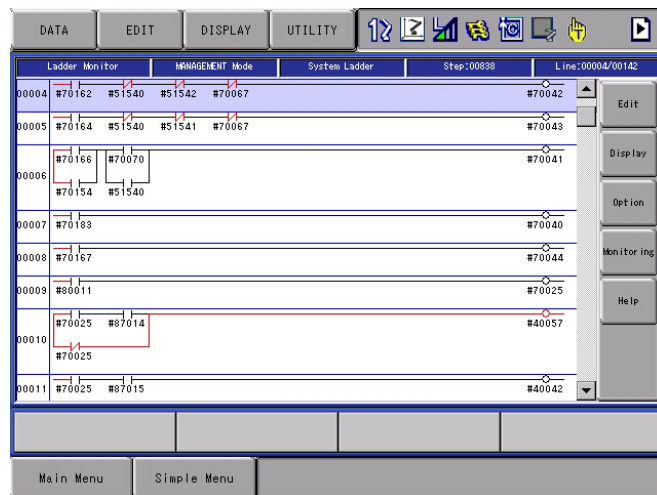 DATA EDIT DISPLAY UTILITY
Ladder Monitor MANAGEMENT Mode System Ladder Step:00838 Line:00004/00142
00004 #70162 #51540 #51542 #70067 #70042
Edit
00005 #70164 #51540 #51541 #70067 #70043
Display
#70166 #70070 #70041
00006
#70154 #51540
Option
00007 #70183 #70040
00008 #70167 #70044
Monitoring
00009 #80011 #70025
Help
#70025 #87014 #40057
00010
#70025
00011 #70025 #87015 #40042
Main Menu Simple Menu